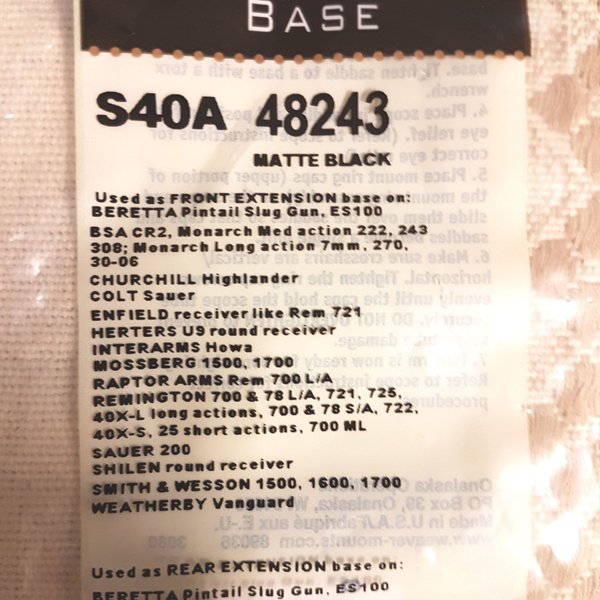 BASE
S40A 48243
MATTE BLACK
Used as FRONT EXTENSION base on:
BERETTA Pintail Slug Gun, ES100
BSA CR2, Monarch Med action 222, 243
308; Monarch Long action 7mm, 270,
30-06
CHURCHILL Highlander
COLT Sauer
ENFIELD receiver like Rem 721
HERTERS U9 round receiver
INTERARMS Howa
MOSSBERG 1500, 1700
RAPTOR ARMS Rem 700 L/A
REMINGTON 700 & 78 L/A, 721, 725,
40X-L long actions, 700 & 78 S/A, 722,
40X-S, 25 short actions, 700 ML
SAUER 200
SHILEN round receiver
SMITH & WESSON 1500, 1600, 1700
WEATHERBY Vanguard
Used as REAR EXTENSION base on:
BERETTA Pintail Slug Gun, ES100